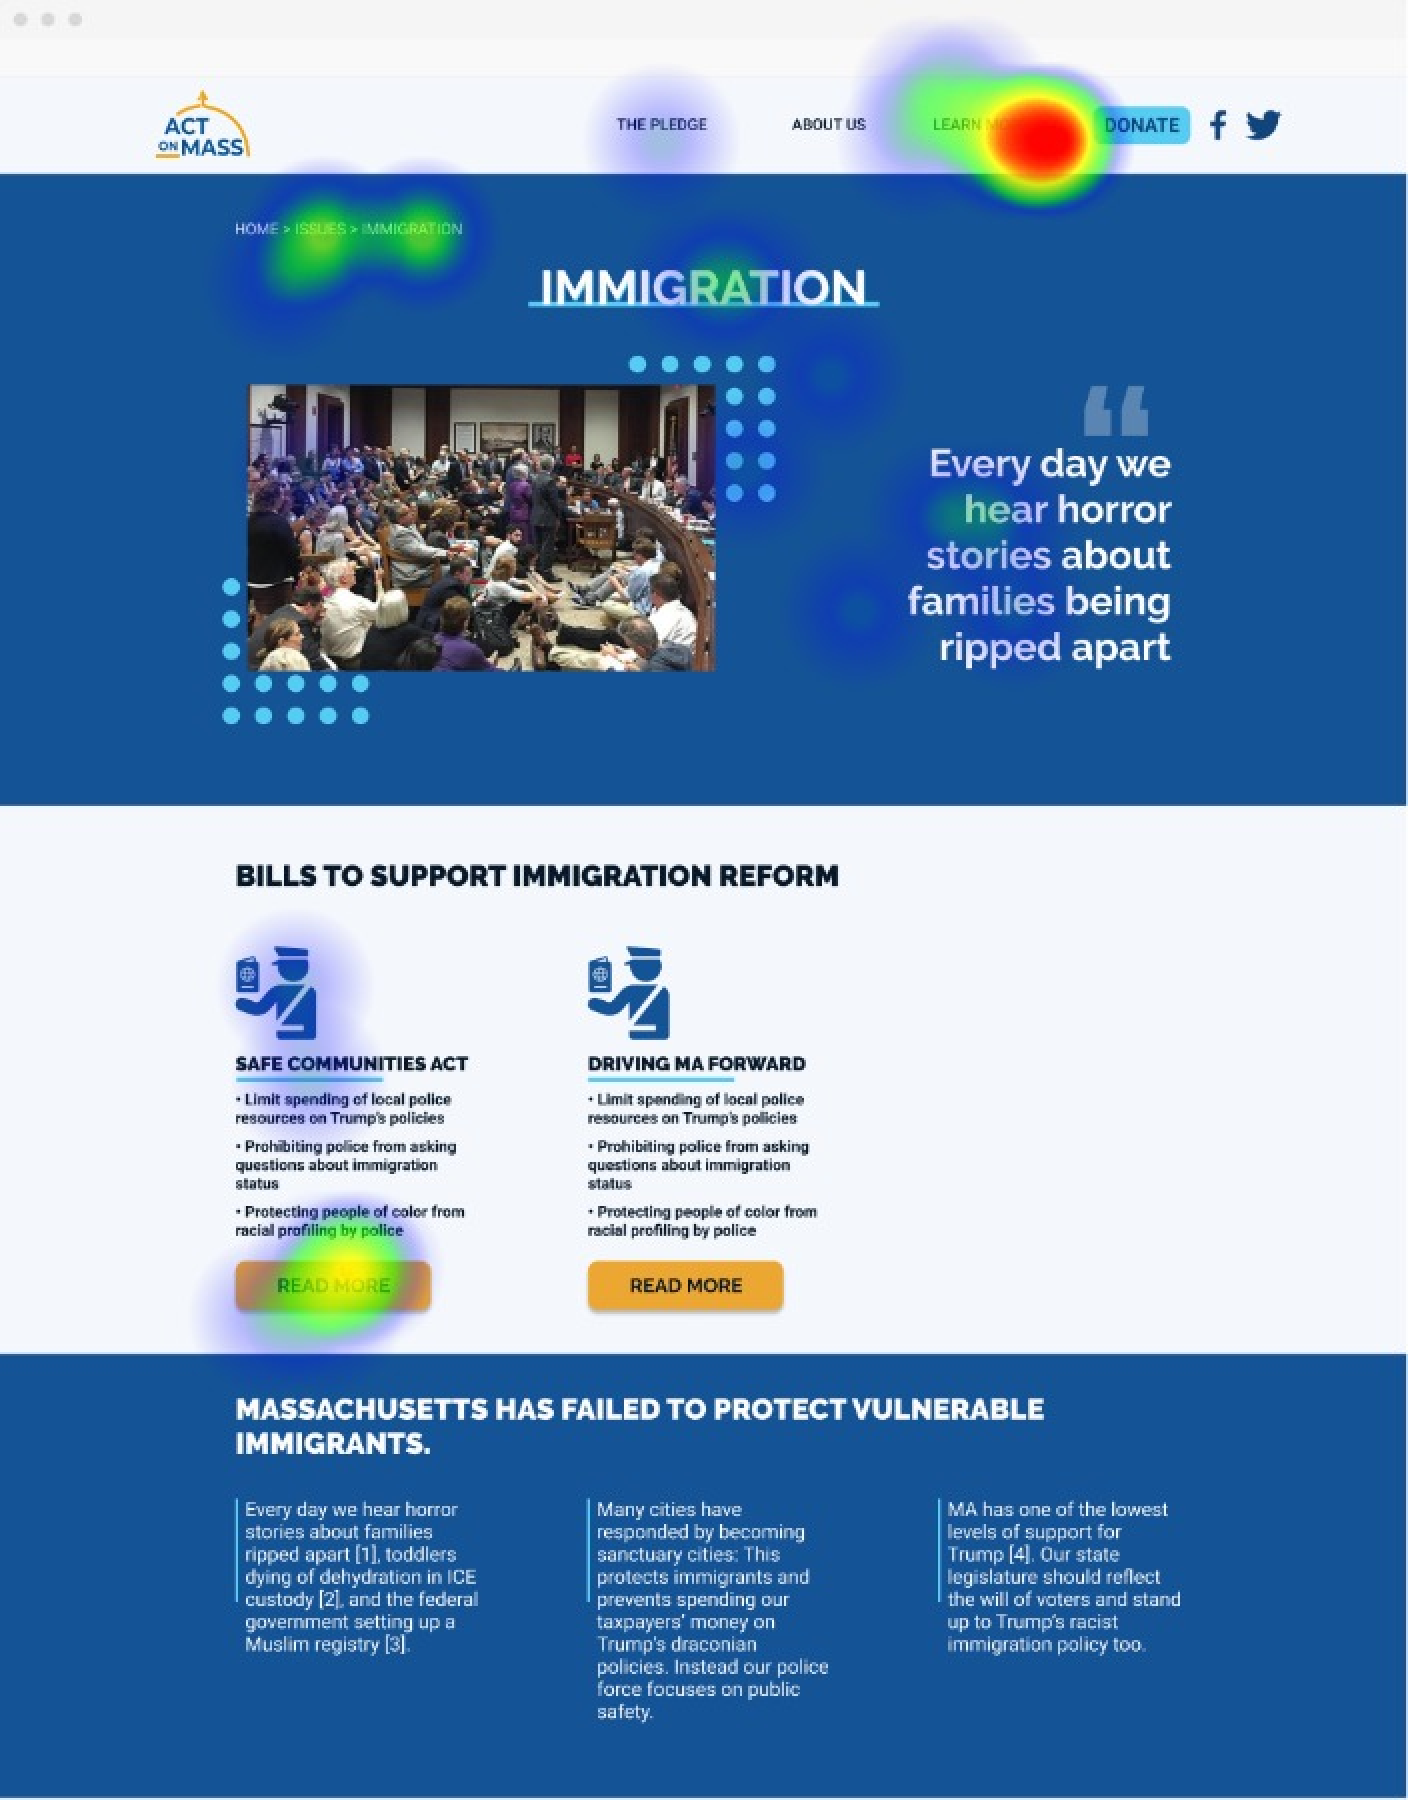 ACT
ON MASS
THE PLEDGE
ABOUT US
LEARN
DONATE
HOME > ISSUES > IMMIGRATION
IMMIGRATION
“
Every day we
hear horror
stories about
families being
ripped apart
BILLS TO SUPPORT IMMIGRATION REFORM
SAFE COMMUNITIES ACT
• Limit spending of local police
resources on Trump's policies
• Prohibiting police from asking
questions about immigration
status
• Protecting people of color from
racial profiling by police
READ MORE
DRIVING MA FORWARD
• Limit spending of local police
resources on Trump's policies
• Prohibiting police from asking
questions about immigration
status
• Protecting people of color from
racial profiling by police
READ MORE
MASSACHUSETTS HAS FAILED TO PROTECT VULNERABLE
IMMIGRANTS.
Every day we hear horror
stories about families
ripped apart [1], toddlers
dying of dehydration in ICE
custody [2], and the federal
government setting up a
Muslim registry [3].
Many cities have
responded by becoming
sanctuary cities: This
protects immigrants and
prevents spending our
taxpayers' money on
Trump's draconian
policies. Instead our police
force focuses on public
safety.
MA has one of the lowest
levels of support for
Trump [4]. Our state
legislature should reflect
the will of voters and stand
up to Trump's racist
immigration policy too.